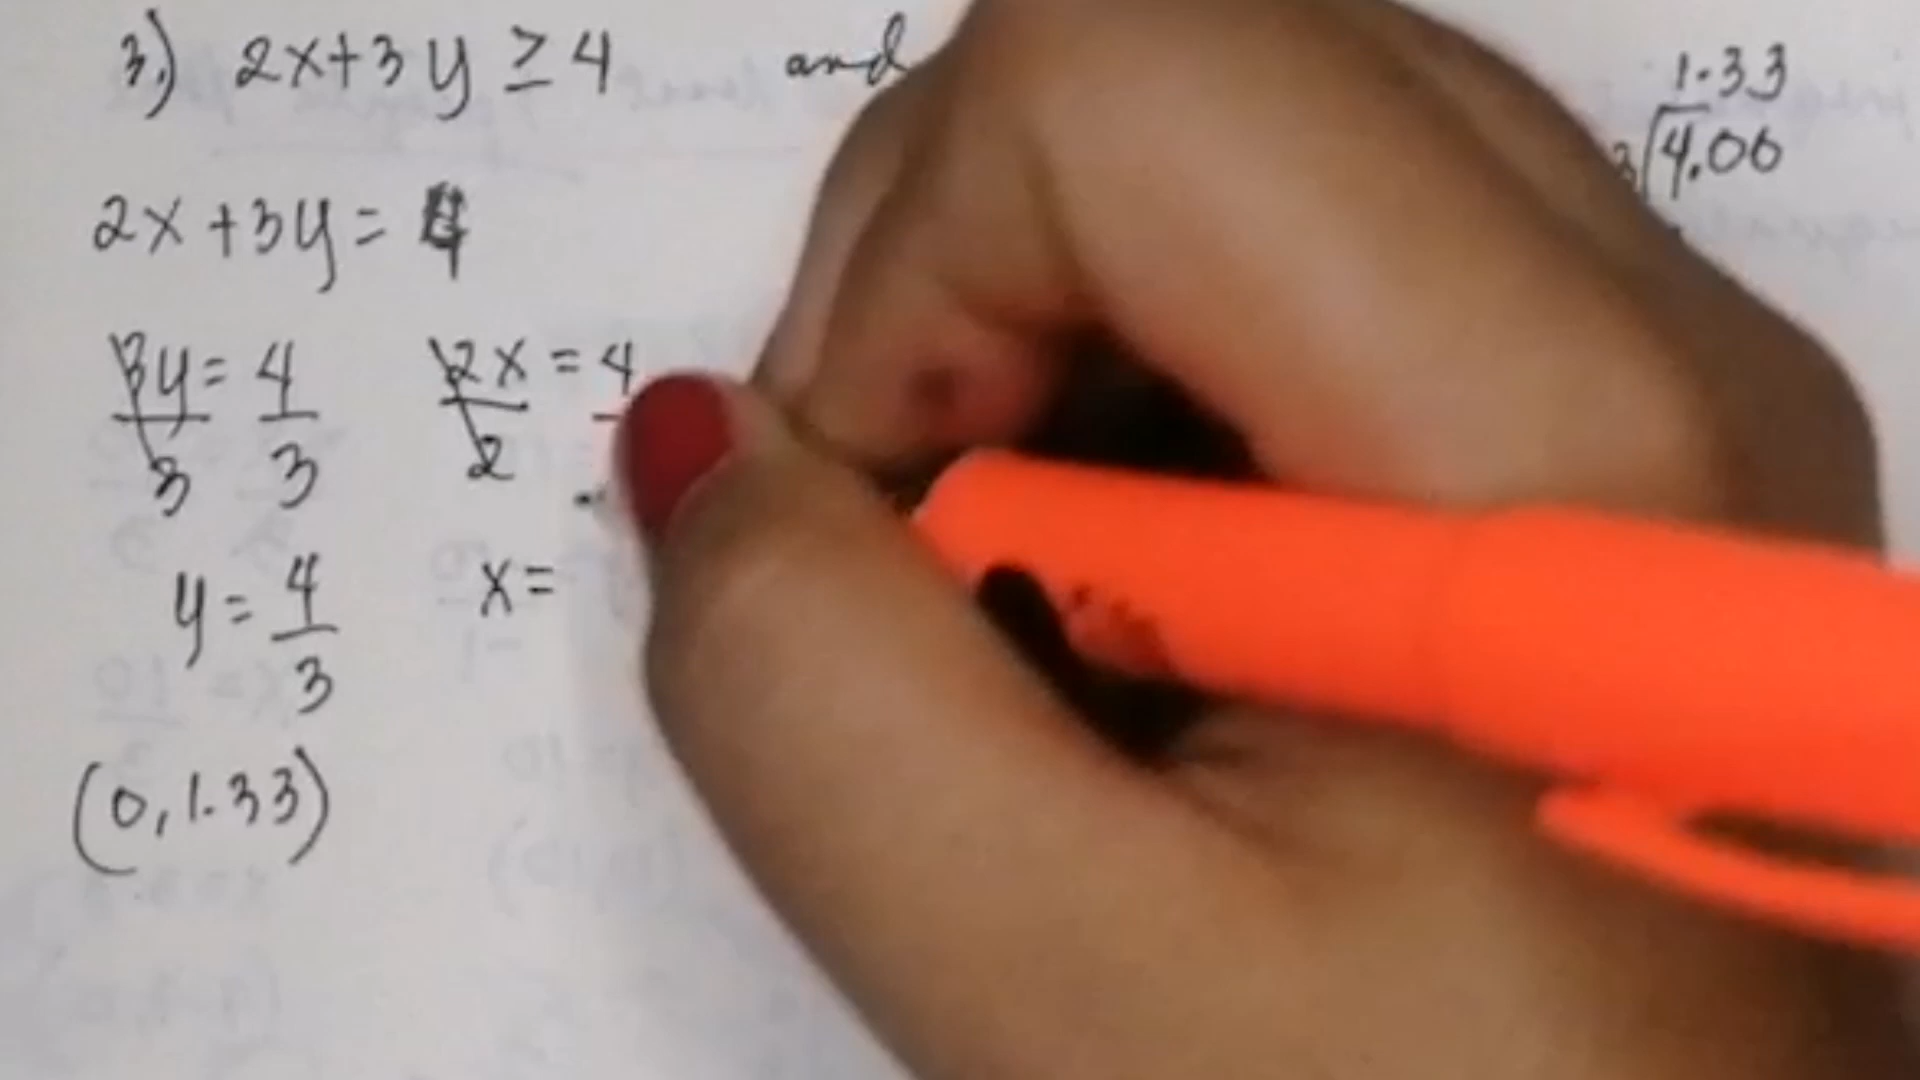 3.) 2x+3y ≥ 4 and
2x+3y = 4
3y = 4 2x = 4
3 3 2
y = 4 x =
3
(0, 1.33)
1.33
3 4.00